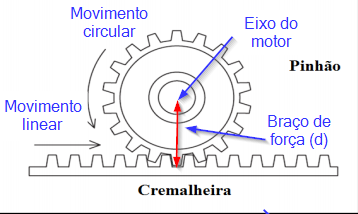 Movimento
circular
Eixo do
motor
Pinhão
Movimento
linear
Braço de
força (d)
Cremalheira